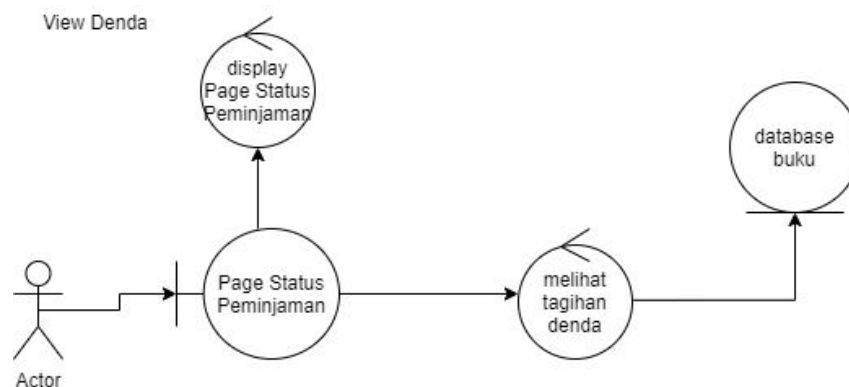 View Denda
display
Page Status
Peminjaman
database
buku
Page Status
Peminjaman
melihat
tagihan
denda
Actor